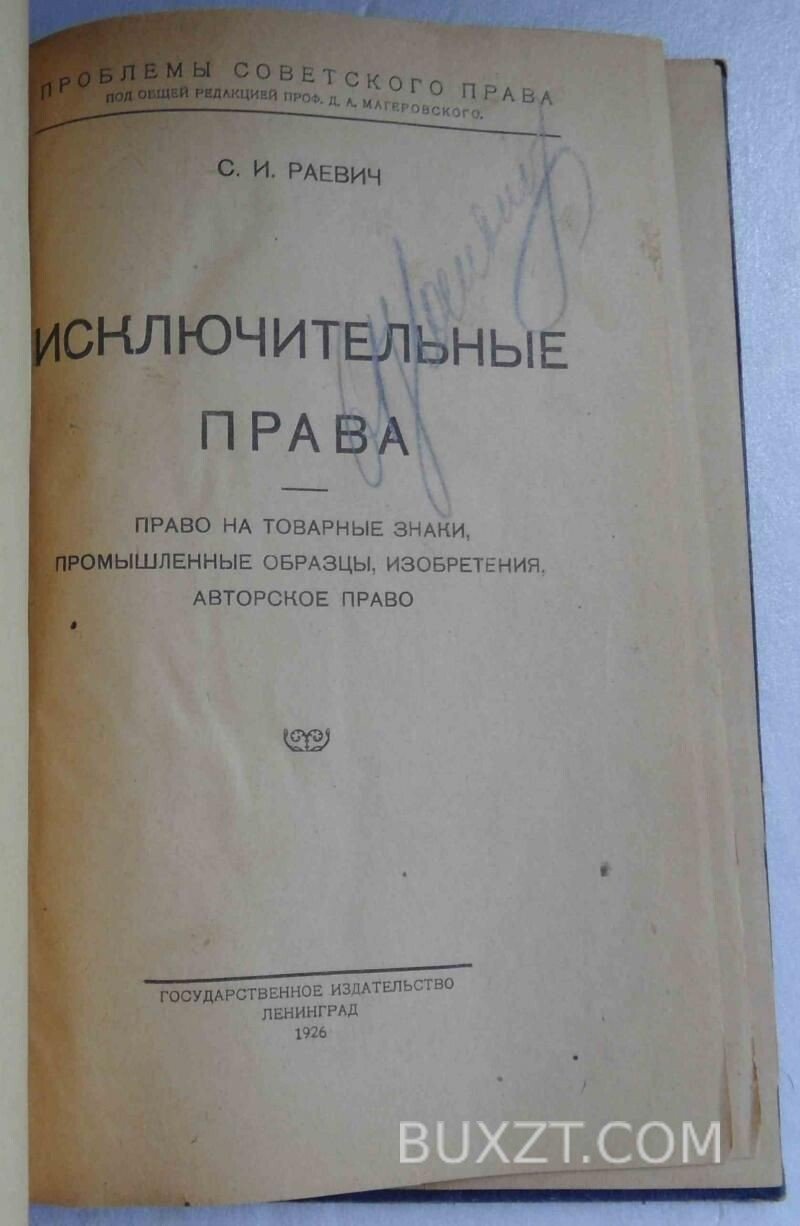 ПРОБЛЕМЫ СОВЕТСКОГО ПРАВА
ПОД ОБЩЕЙ РЕДАКЦИЕЙ ПРОФ. Д. А. МАГЕРОВСКОГО.
С. И. РАЕВИЧ
ИСКЛЮЧИТЕЛЬНЫЕ
ПРАВА
ПРАВО НА ТОВАРНЫЕ ЗНАКИ,
ПРОМЫШЛЕННЫЕ ОБРАЗЦЫ, ИЗОБРЕТЕНИЯ,
АВТОРСКОЕ ПРАВО
ГОСУДАРСТВЕННОЕ ИЗДАТЕЛЬСТВО
ЛЕНИНГРАД
1926
BUXZT.COM